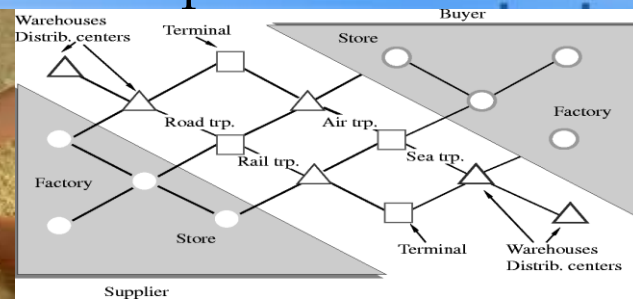 Buyer
Warehouses
Distrib. centers
Terminal
Store
Factory
Road trp.
Air trp.
Rail trp.
Sea trp.
Factory
Store
Terminal
Warehouses
Distrib. centers
Supplier